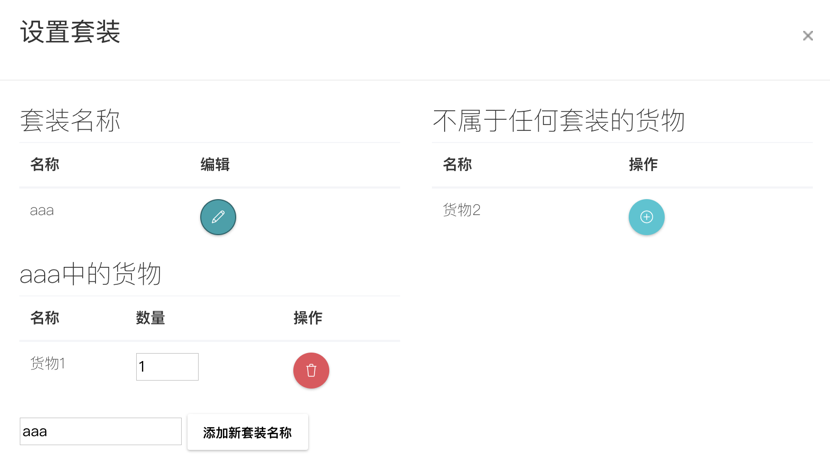 设置套装
×
套装名称
名称 编辑
aaa
aaa中的货物
名称 数量 操作
货物1 1
aaa 添加新套装名称
不属于任何套装的货物
名称 操作
货物2